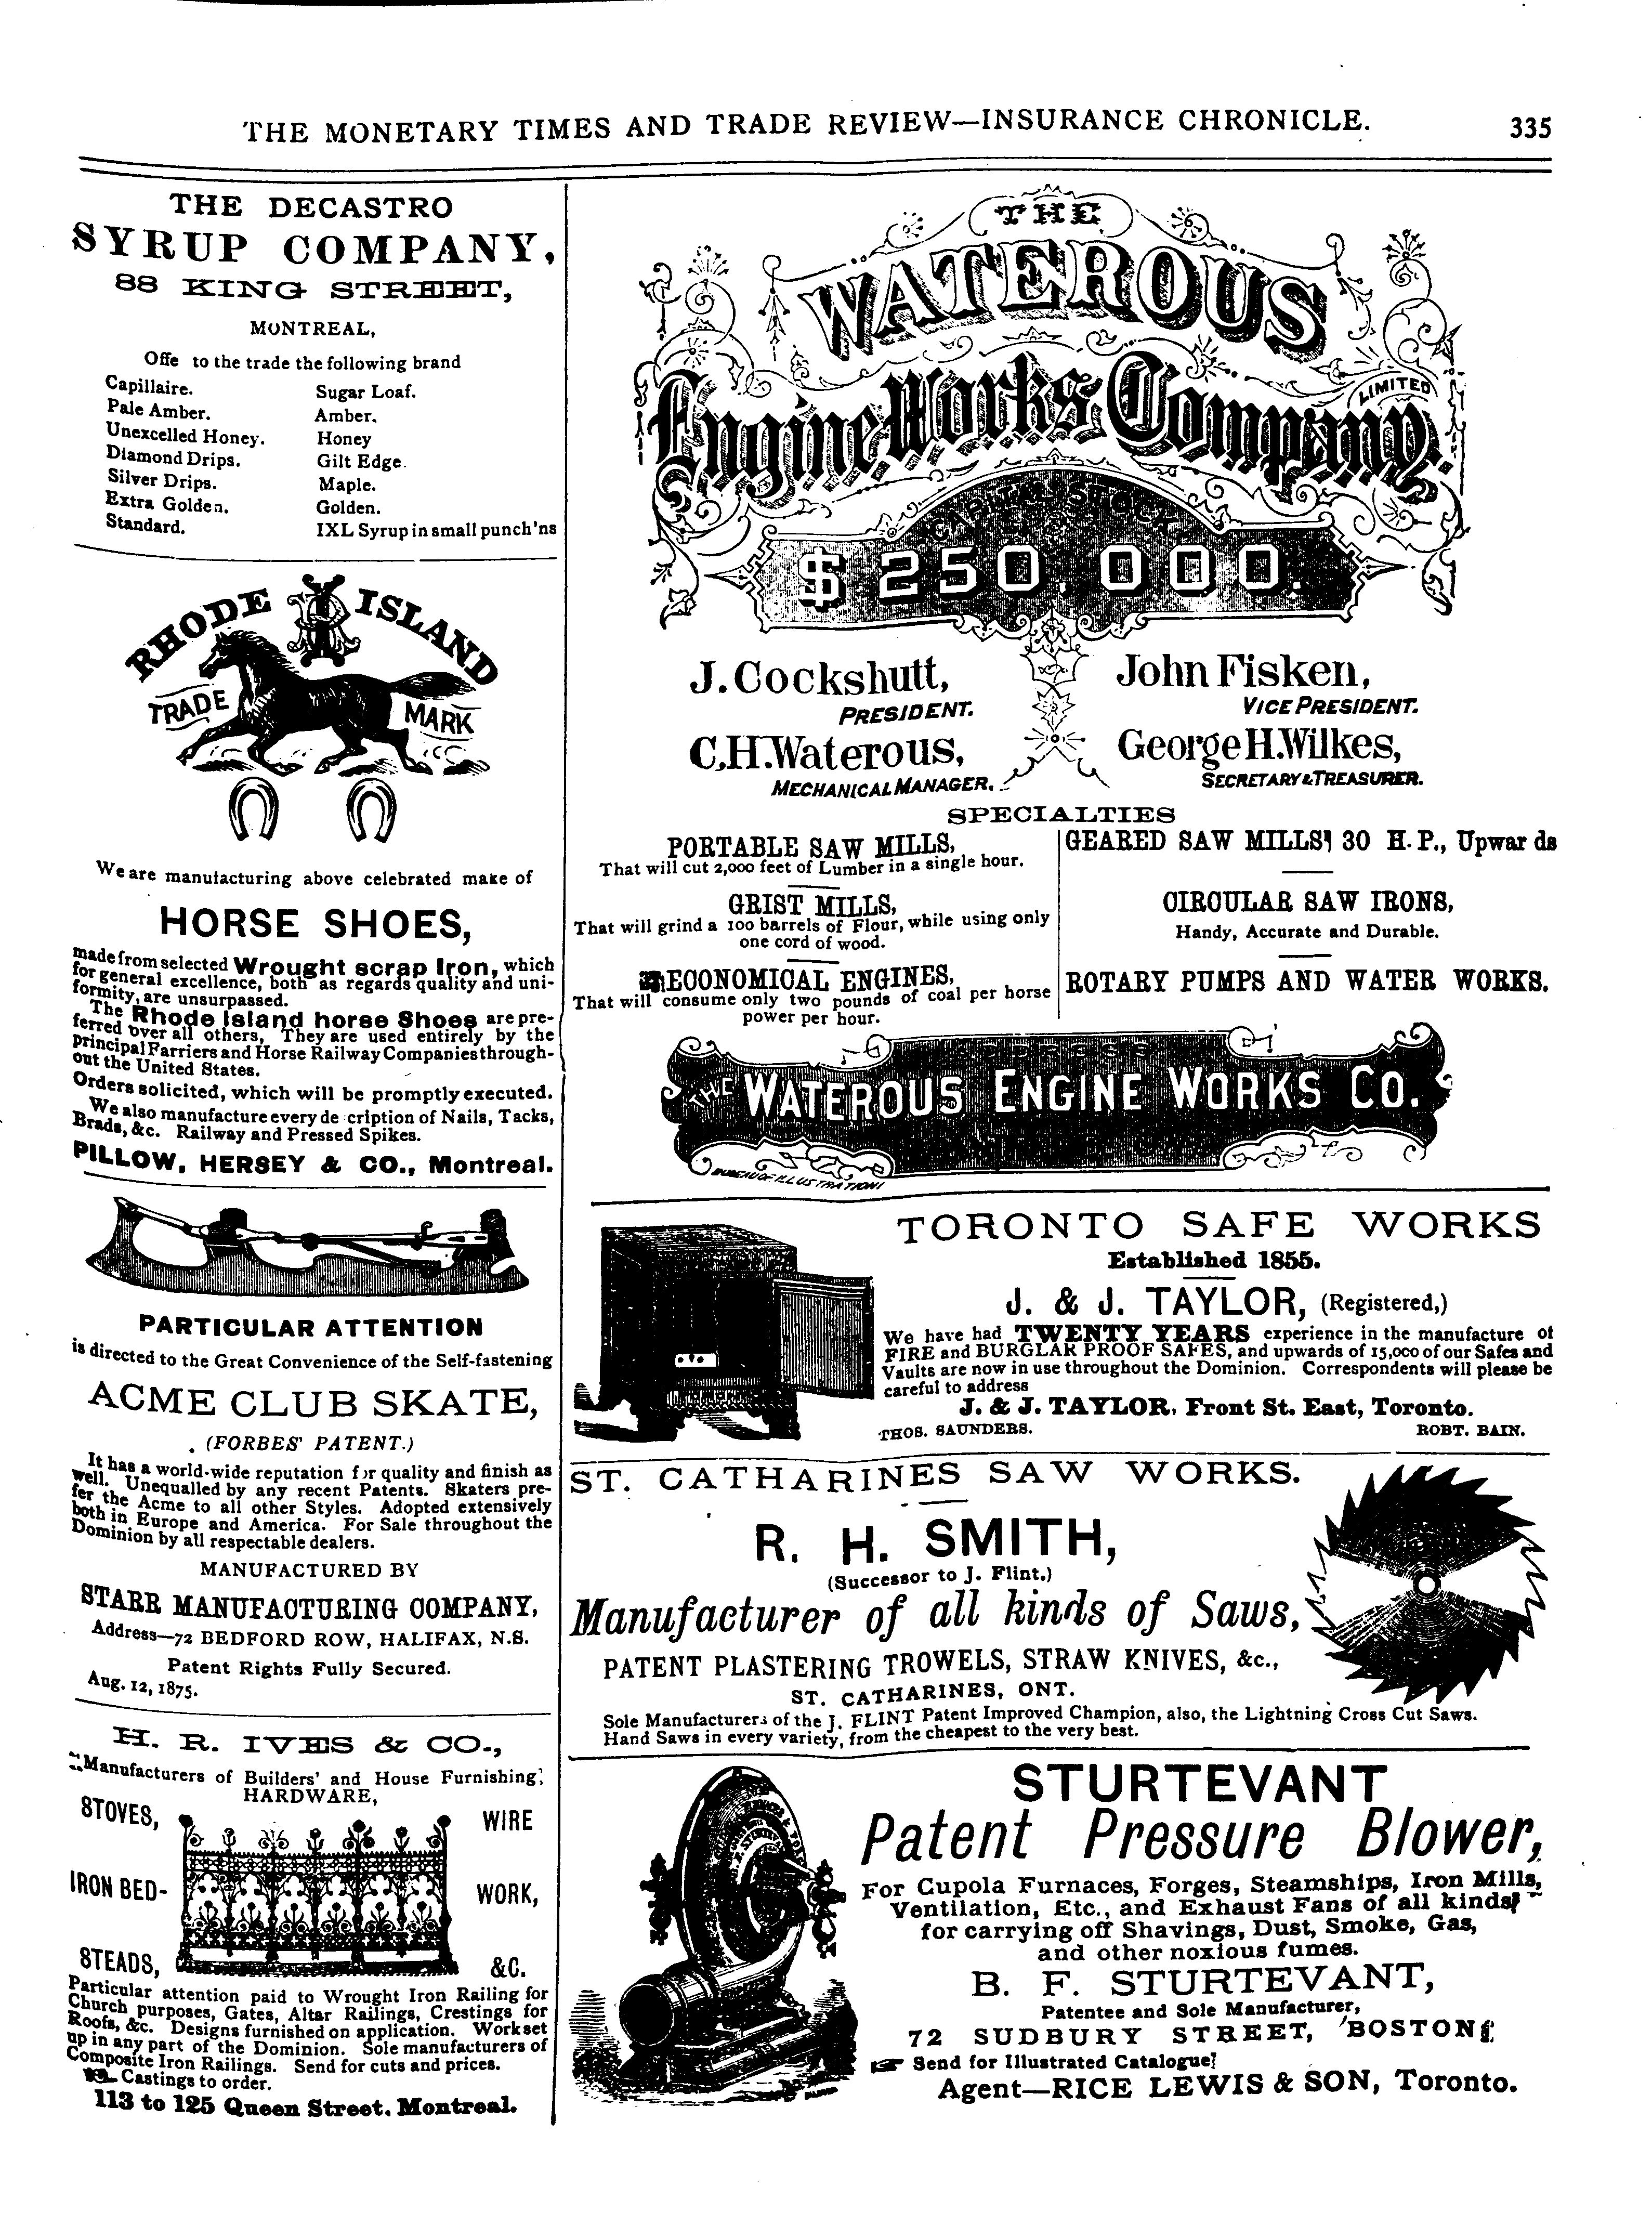 THE MONETARY TIMES AND TRADE REVIEW—INSURANCE CHRONICLE. 335
THE DECASTRO
SYRUP COMPANY,
88 KING STREET,
MONTREAL,
Offe to the trade the following brand
Capillaire. Sugar Loaf.
Pale Amber. Amber.
Unexcelled Honey. Honey
Diamond Drips. Gilt Edge.
Silver Drips. Maple.
Extra Golden. Golden.
Standard. IXL Syrup in small punch'ns
RHODE ISLAND
TRADE MARK
We are manufacturing above celebrated make of
HORSE SHOES,
made from selected Wrought scrap Iron, which
for general excellence, both as regards quality and uni-
formity, are unsurpassed.
The Rhode Island horse Shoes are pre-
ferred over all others, They are used entirely by the
principal Farriers and Horse Railway Companies through-
out the United States.
Orders solicited, which will be promptly executed.
We also manufacture every de cription of Nails, Tacks,
Brads, &c. Railway and Pressed Spikes.
PILLOW, HERSEY & CO., Montreal.
PARTICULAR ATTENTION
is directed to the Great Convenience of the Self-fastening
ACME CLUB SKATE,
(FORBES' PATENT.)
It has a world-wide reputation for quality and finish as
well. Unequalled by any recent Patents. Skaters pre-
fer the Acme to all other Styles. Adopted extensively
both in Europe and America. For Sale throughout the
Dominion by all respectable dealers.
MANUFACTURED BY
STARR MANUFACTURING COMPANY,
Address—72 BEDFORD ROW, HALIFAX, N.S.
Patent Rights Fully Secured.
Aug. 12, 1875.
H. R. IVES & CO.,
Manufacturers of Builders' and House Furnishing
HARDWARE,
STOVES, WIRE
IRON BED- WORK,
STEADS, &C.
Particular attention paid to Wrought Iron Railing for
Church purposes, Gates, Altar Railings, Crestings for
Roofs, &c. Designs furnished on application. Work set
up in any part of the Dominion. Sole manufacturers of
Composite Iron Railings. Send for cuts and prices.
Castings to order.
113 to 125 Queen Street, Montreal.
THE
WATEROUS
Engine Works Company
LIMITED
CAPITAL STOCK
$250,000.
J. Cockshutt, John Fisken,
PRESIDENT. VICE PRESIDENT.
C.H. Waterous, George H. Wilkes,
MECHANICAL MANAGER. SECRETARY & TREASURER.
SPECIALTIES
PORTABLE SAW MILLS,
That will cut 2,000 feet of Lumber in a single hour.
GRIST MILLS,
That will grind a 100 barrels of Flour, while using only
one cord of wood.
ECONOMICAL ENGINES,
That will consume only two pounds of coal per horse
power per hour.
GEARED SAW MILLS, 30 H. P., Upwards
CIRCULAR SAW IRONS,
Handy, Accurate and Durable.
ROTARY PUMPS AND WATER WORKS.
ADDRESS
THE WATEROUS ENGINE WORKS CO.
BUREAU OF ILLUSTRATION
TORONTO SAFE WORKS
Established 1855.
J. & J. TAYLOR, (Registered,)
We have had TWENTY YEARS experience in the manufacture of
FIRE and BURGLAR PROOF SAFES, and upwards of 15,000 of our Safes and
Vaults are now in use throughout the Dominion. Correspondents will please be
careful to address
J. & J. TAYLOR, Front St. East, Toronto.
THOS. SAUNDERS. ROBT. BAIN.
ST. CATHARINES SAW WORKS.
R. H. SMITH,
(Successor to J. Flint.)
Manufacturer of all kinds of Saws,
PATENT PLASTERING TROWELS, STRAW KNIVES, &c.,
ST. CATHARINES, ONT.
Sole Manufacturers of the J. FLINT Patent Improved Champion, also, the Lightning Cross Cut Saws.
Hand Saws in every variety, from the cheapest to the very best.
STURTEVANT
Patent Pressure Blower,
For Cupola Furnaces, Forges, Steamships, Iron Mills,
Ventilation, Etc., and Exhaust Fans of all kinds
for carrying off Shavings, Dust, Smoke, Gas,
and other noxious fumes.
B. F. STURTEVANT,
Patentee and Sole Manufacturer,
72 SUDBURY STREET, BOSTON
☞ Send for Illustrated Catalogue
Agent—RICE LEWIS & SON, Toronto.